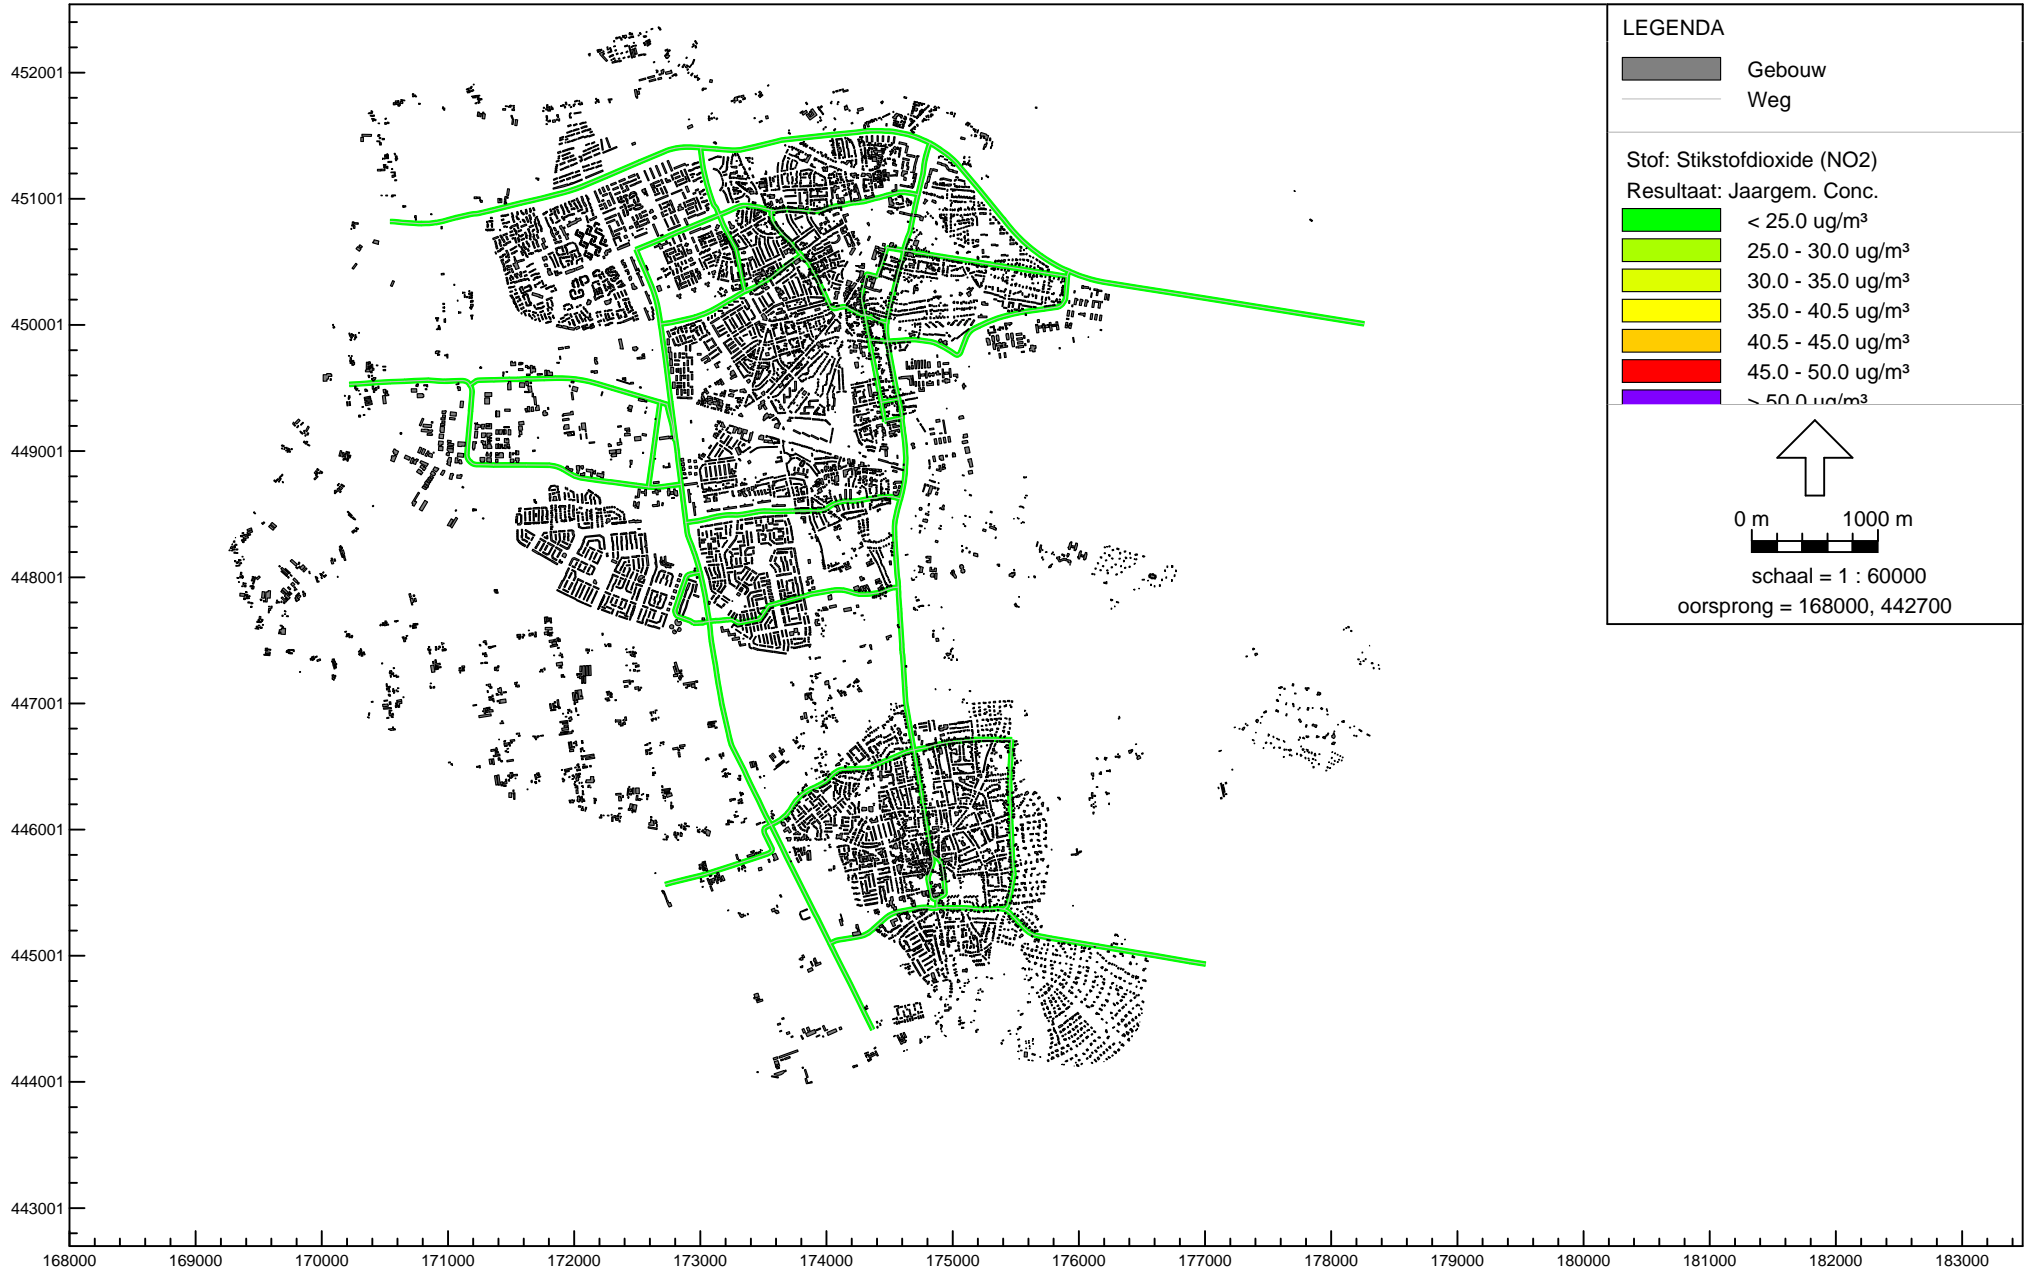 LEGENDA
Gebouw
Weg
Stof: Stikstofdioxide (NO2)
Resultaat: Jaargem. Conc.
< 25.0 ug/m³
25.0 - 30.0 ug/m³
30.0 - 35.0 ug/m³
35.0 - 40.5 ug/m³
40.5 - 45.0 ug/m³
45.0 - 50.0 ug/m³
> 50.0 ug/m³
0 m 1000 m
schaal = 1 : 60000
oorsprong = 168000, 442700
452001
451001
450001
449001
448001
447001
446001
445001
444001
443001
168000 169000 170000 171000 172000 173000 174000 175000 176000 177000 178000 179000 180000 181000 182000 183000